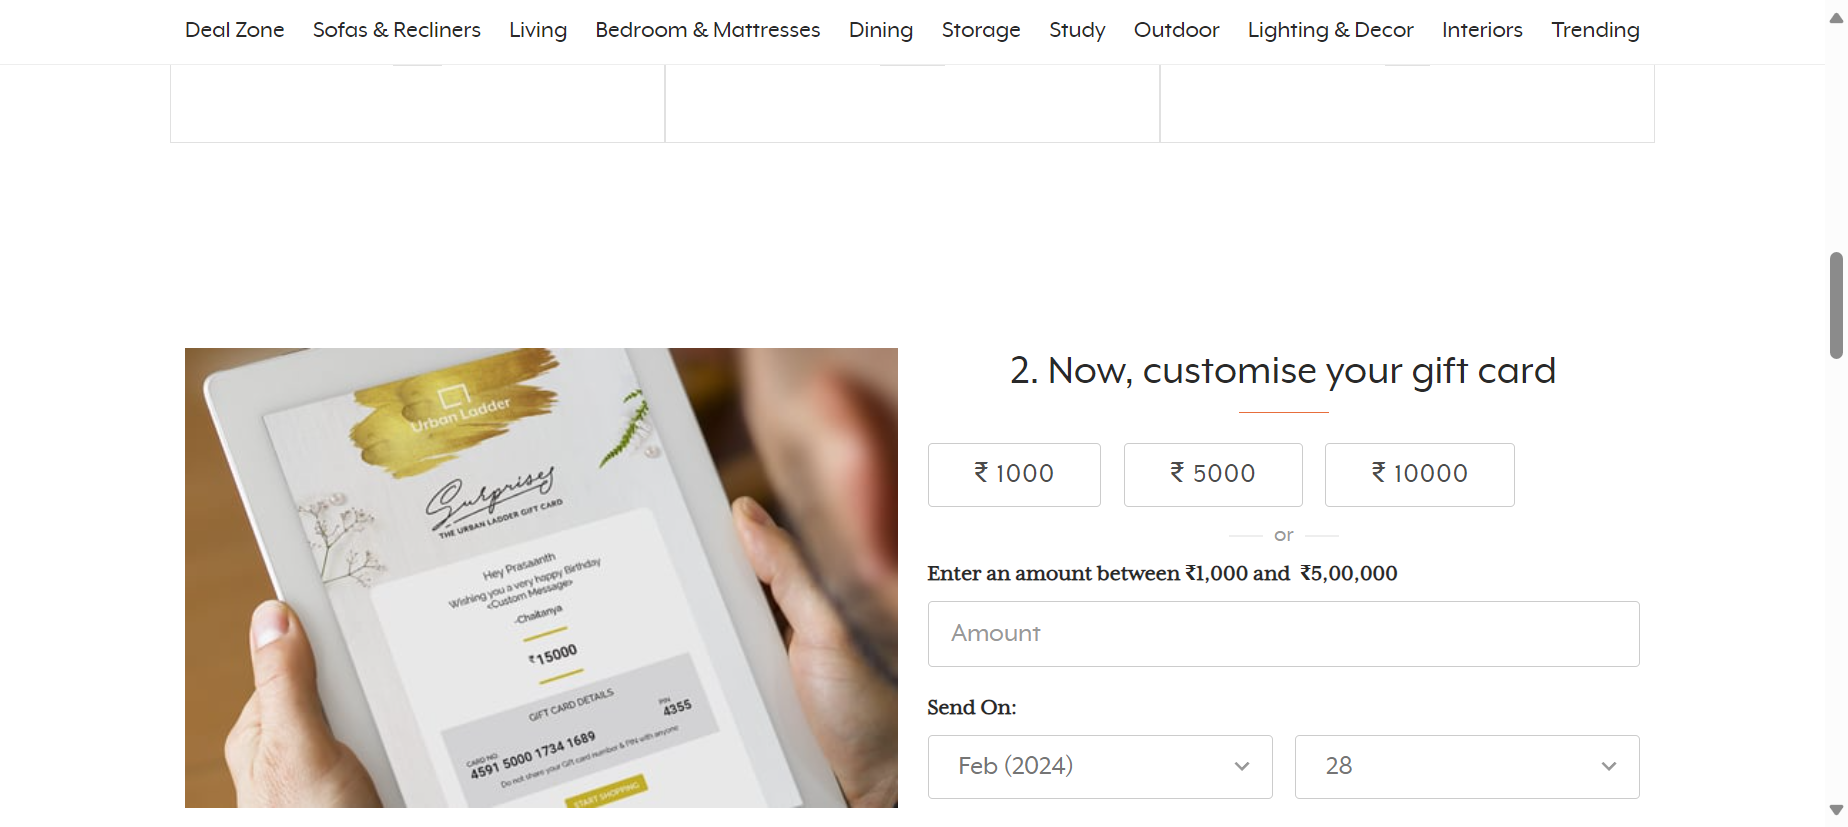 Deal Zone Sofas & Recliners Living Bedroom & Mattresses Dining Storage Study Outdoor Lighting & Decor Interiors Trending
Urban Ladder
Surprises
THE URBAN LADDER GIFT CARD
Hey Prasaanth
Wishing you a very happy Birthday
<Custom Message>
-Chaitanya
₹15000
GIFT CARD DETAILS
CARD NO PIN
4591 5000 1734 1689 4355
Do not share your Gift card number & PIN with anyone
START SHOPPING
2. Now, customise your gift card
₹ 1000 ₹ 5000 ₹ 10000
or
Enter an amount between ₹1,000 and ₹5,00,000
Amount
Send On:
Feb (2024) 28